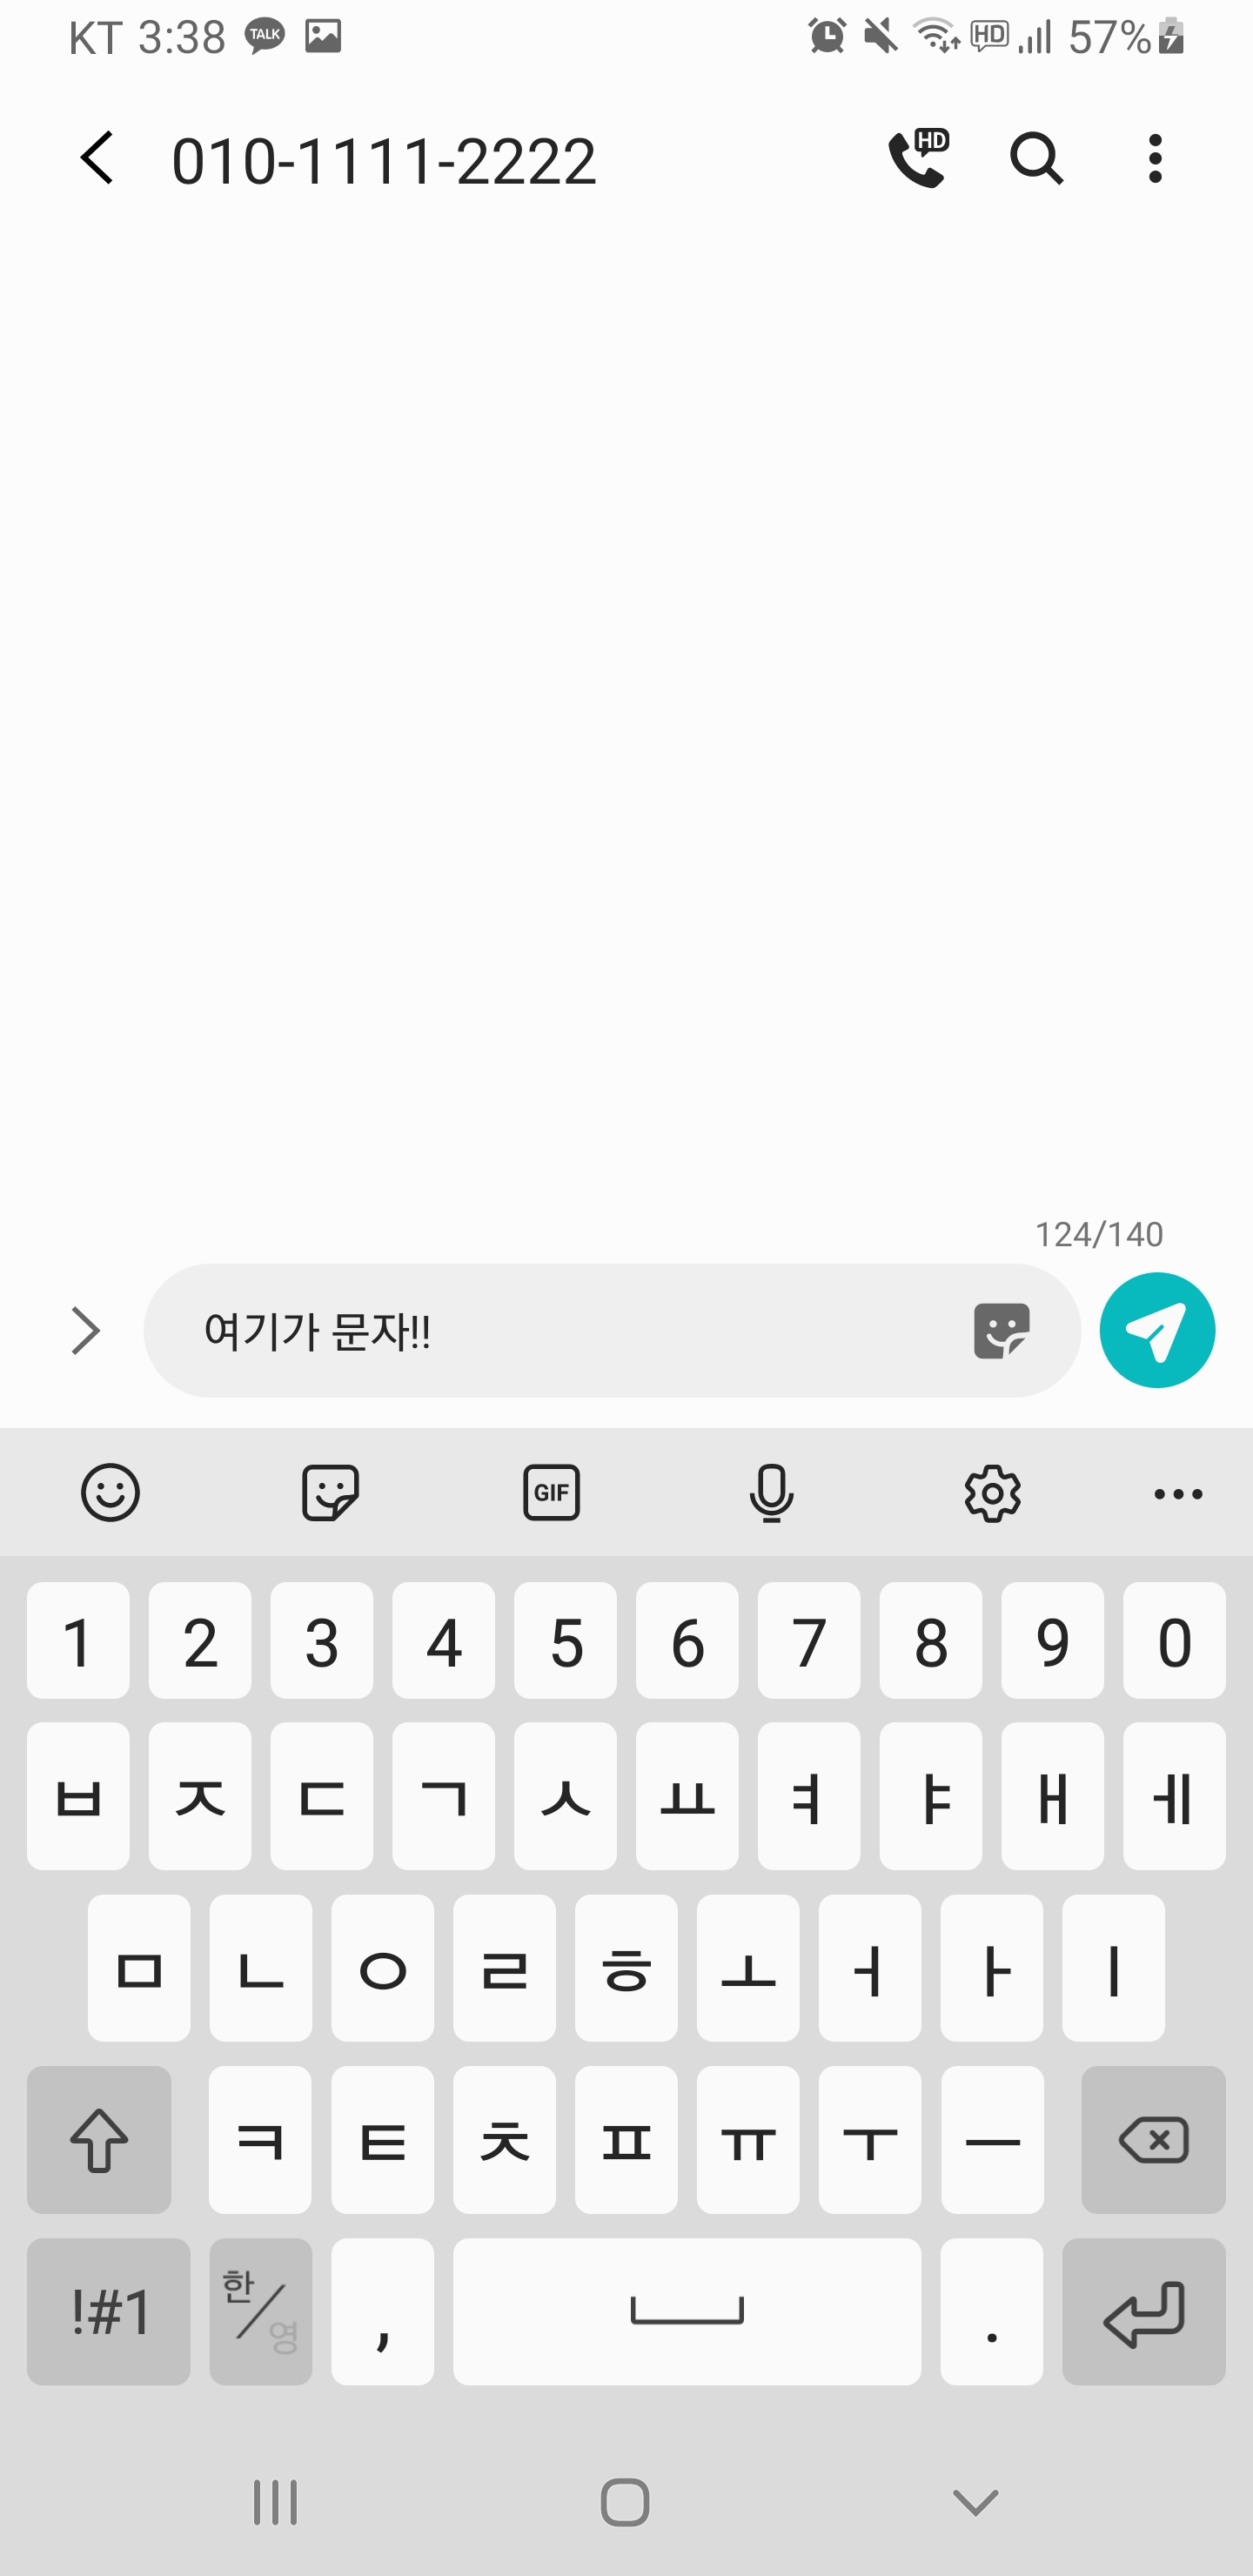 KT 3:38 TALK HD 57%
010-1111-2222 HD
124/140
여기가 문자!!
GIF
1 2 3 4 5 6 7 8 9 0
ㅂ ㅈ ㄷ ㄱ ㅅ ㅛ ㅕ ㅑ ㅐ ㅔ
ㅁ ㄴ ㅇ ㄹ ㅎ ㅗ ㅓ ㅏ ㅣ
ㅋ ㅌ ㅊ ㅍ ㅠ ㅜ ㅡ
!#1 한/영 , .